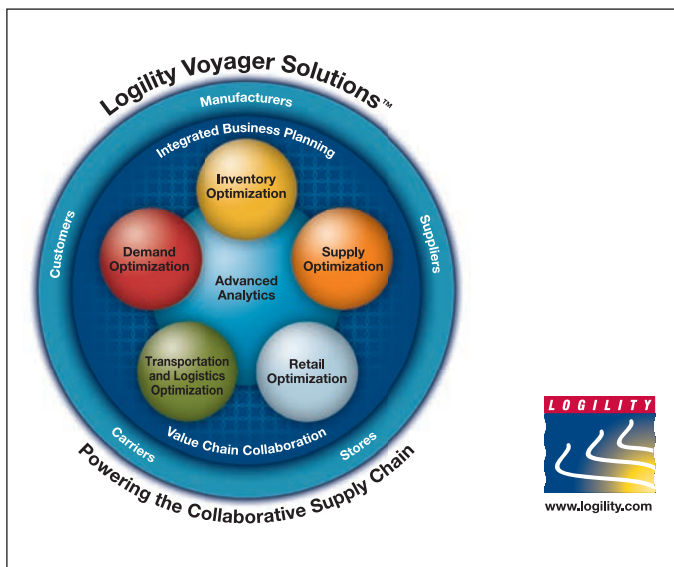 Logility Voyager Solutions™
Manufacturers
Integrated Business Planning
Inventory
Optimization
Customers
Demand
Optimization
Supply
Optimization
Suppliers
Advanced
Analytics
Transportation
and Logistics
Optimization
Retail
Optimization
Carriers
Value Chain Collaboration
Stores
Powering the Collaborative Supply Chain
LOGILITY
www.logility.com